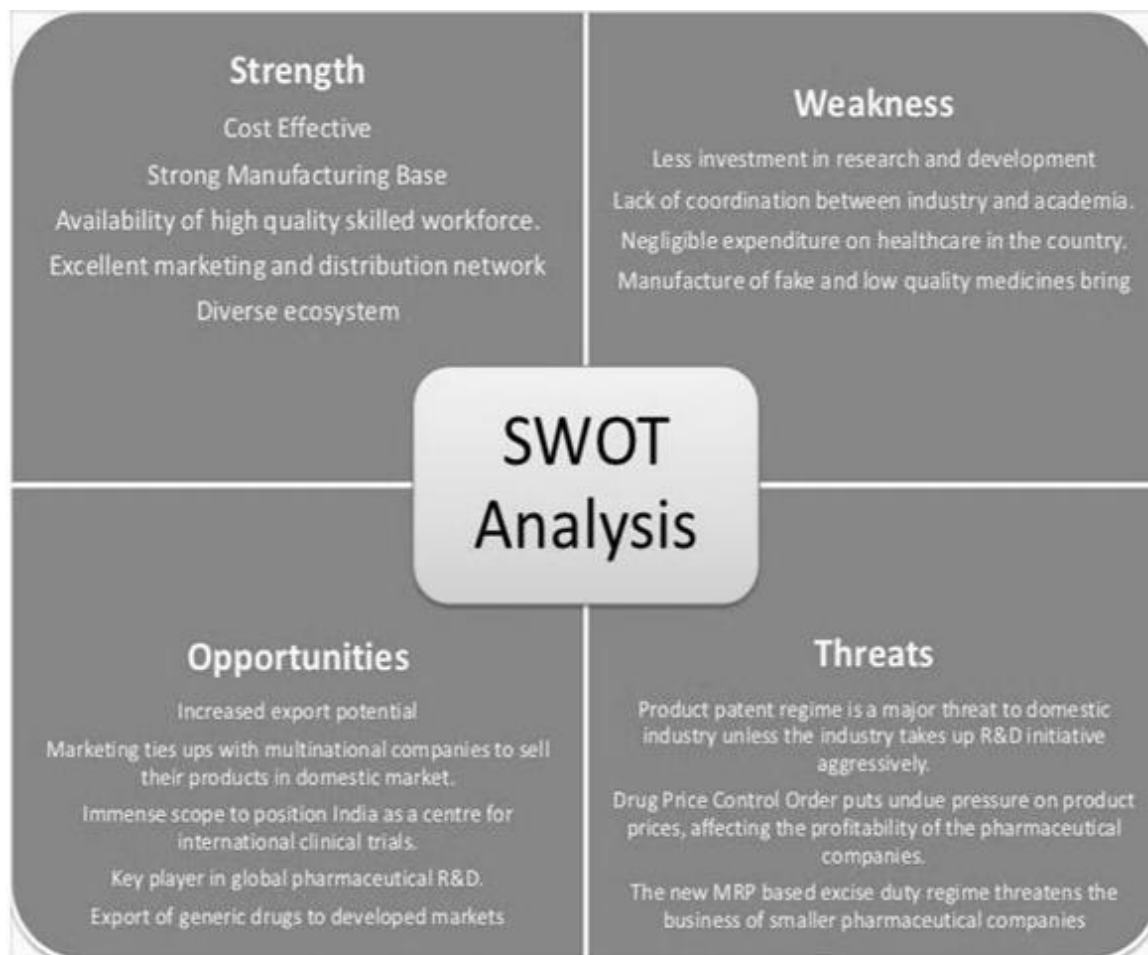 Strength
Cost Effective
Strong Manufacturing Base
Availability of high quality skilled workforce.
Excellent marketing and distribution network
Diverse ecosystem
Weakness
Less investment in research and development
Lack of coordination between industry and academia.
Negligible expenditure on healthcare in the country.
Manufacture of fake and low quality medicines bring
SWOT
Analysis
Opportunities
Increased export potential
Marketing ties ups with multinational companies to sell
their products in domestic market.
Immense scope to position India as a centre for
international clinical trials.
Key player in global pharmaceutical R&D.
Export of generic drugs to developed markets
Threats
Product patent regime is a major threat to domestic
industry unless the industry takes up R&D initiative
aggressively.
Drug Price Control Order puts undue pressure on product
prices, affecting the profitability of the pharmaceutical
companies.
The new MRP based excise duty regime threatens the
business of smaller pharmaceutical companies